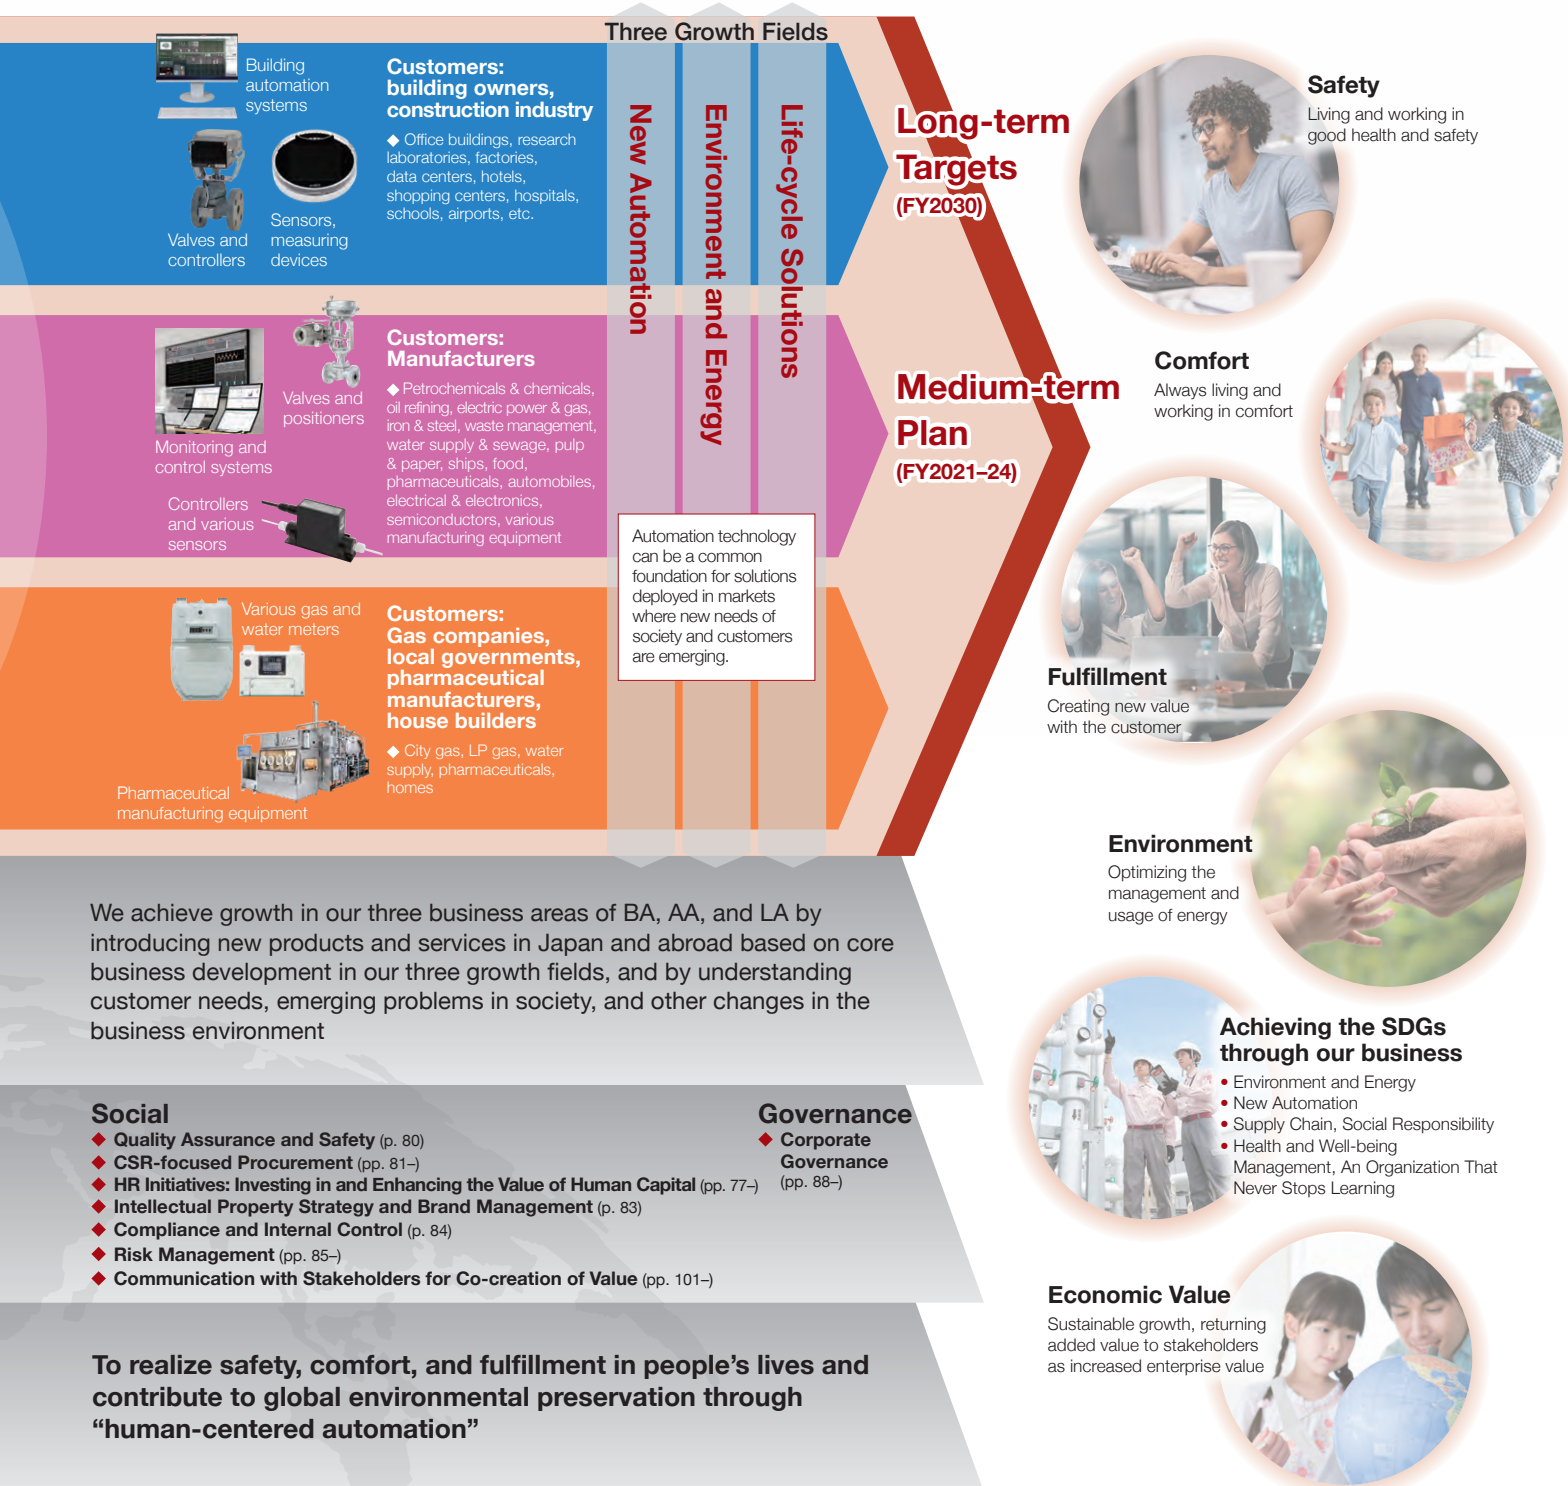 Three Growth Fields
Building
automation
systems
Valves and
controllers
Sensors,
measuring
devices
Customers:
building owners,
construction industry
◆ Office buildings, research
laboratories, factories,
data centers, hotels,
shopping centers, hospitals,
schools, airports, etc.
Monitoring and
control systems
Valves and
positioners
Controllers
and various
sensors
Customers:
Manufacturers
◆ Petrochemicals & chemicals,
oil refining, electric power & gas,
iron & steel, waste management,
water supply & sewage, pulp
& paper, ships, food,
pharmaceuticals, automobiles,
electrical & electronics,
semiconductors, various
manufacturing equipment
Various gas and
water meters
Pharmaceutical
manufacturing equipment
Customers:
Gas companies,
local governments,
pharmaceutical
manufacturers,
house builders
◆ City gas, LP gas, water
supply, pharmaceuticals,
homes
New Automation
Environment and Energy
Life-cycle Solutions
Automation technology
can be a common
foundation for solutions
deployed in markets
where new needs of
society and customers
are emerging.
Long-term
Targets
(FY2030)
Medium-term
Plan
(FY2021–24)
Safety
Living and working in
good health and safety
Comfort
Always living and
working in comfort
Fulfillment
Creating new value
with the customer
Environment
Optimizing the
management and
usage of energy
Achieving the SDGs
through our business
• Environment and Energy
• New Automation
• Supply Chain, Social Responsibility
• Health and Well-being
Management, An Organization That
Never Stops Learning
Economic Value
Sustainable growth, returning
added value to stakeholders
as increased enterprise value
We achieve growth in our three business areas of BA, AA, and LA by
introducing new products and services in Japan and abroad based on core
business development in our three growth fields, and by understanding
customer needs, emerging problems in society, and other changes in the
business environment
Social
◆ Quality Assurance and Safety (p. 80)
◆ CSR-focused Procurement (pp. 81–)
◆ HR Initiatives: Investing in and Enhancing the Value of Human Capital (pp. 77–)
◆ Intellectual Property Strategy and Brand Management (p. 83)
◆ Compliance and Internal Control (p. 84)
◆ Risk Management (pp. 85–)
◆ Communication with Stakeholders for Co-creation of Value (pp. 101–)
Governance
◆ Corporate
Governance
(pp. 88–)
To realize safety, comfort, and fulfillment in people’s lives and
contribute to global environmental preservation through
“human-centered automation”